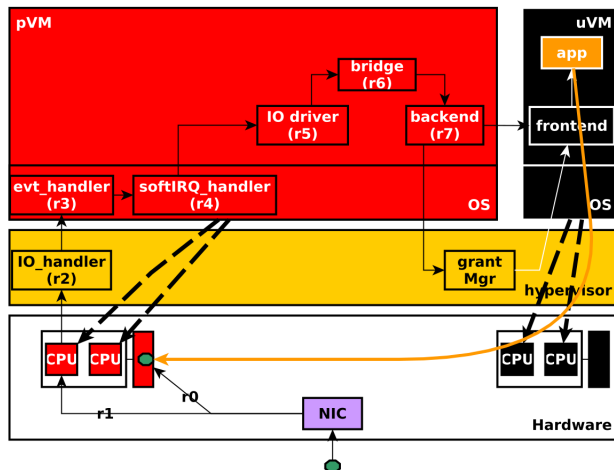 pVM
uVM
app
bridge
(r6)
IO driver
(r5)
backend
(r7)
frontend
evt_handler
(r3)
softIRQ_handler
(r4)
OS
OS
IO_handler
(r2)
grant
Mgr
hypervisor
CPU
CPU
CPU
CPU
r0
r1
NIC
Hardware